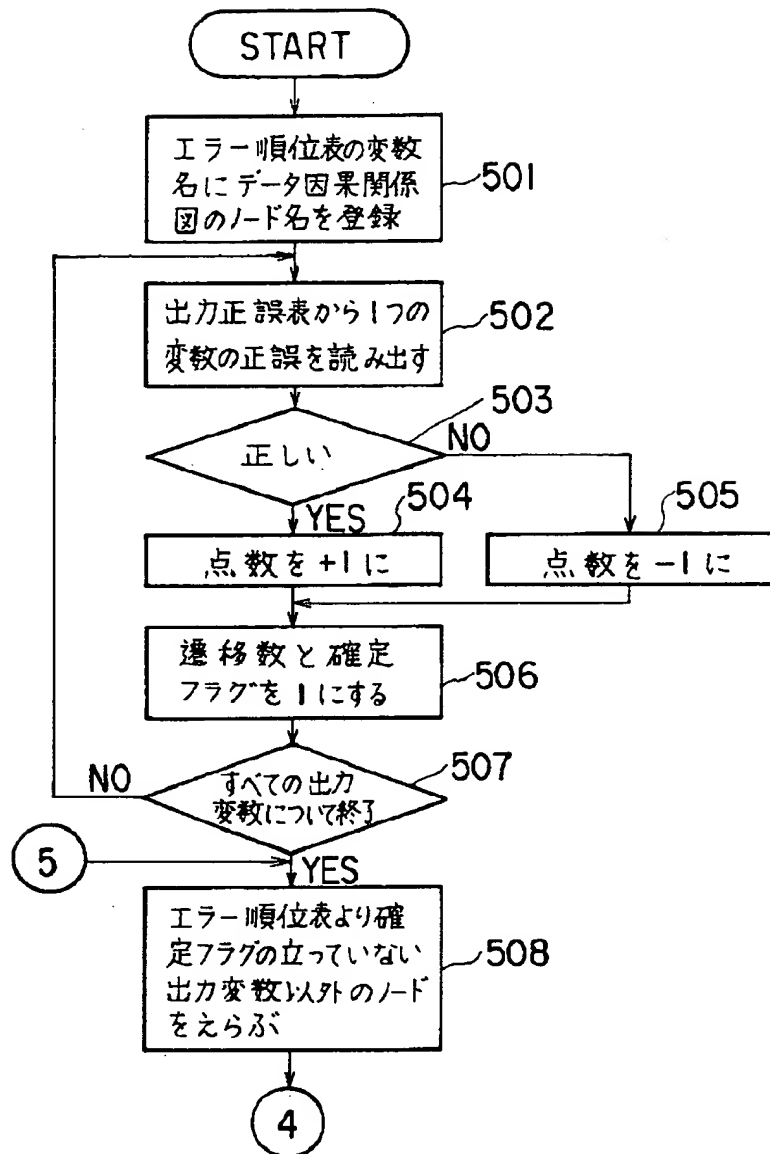 START
エラー順位表の変数
名にデータ因果関係
図のノード名を登録
501
出力正誤表から1つの
変数の正誤を読み出す
502
503
正しい
NO
YES
504
505
点数を+1に
点数を-1に
遷移数と確定
フラグを1にする
506
507
すべての出力
変数について終了
NO
5
YES
エラー順位表より確
定フラグの立っていない
出力変数以外のノード
をえらぶ
508
4